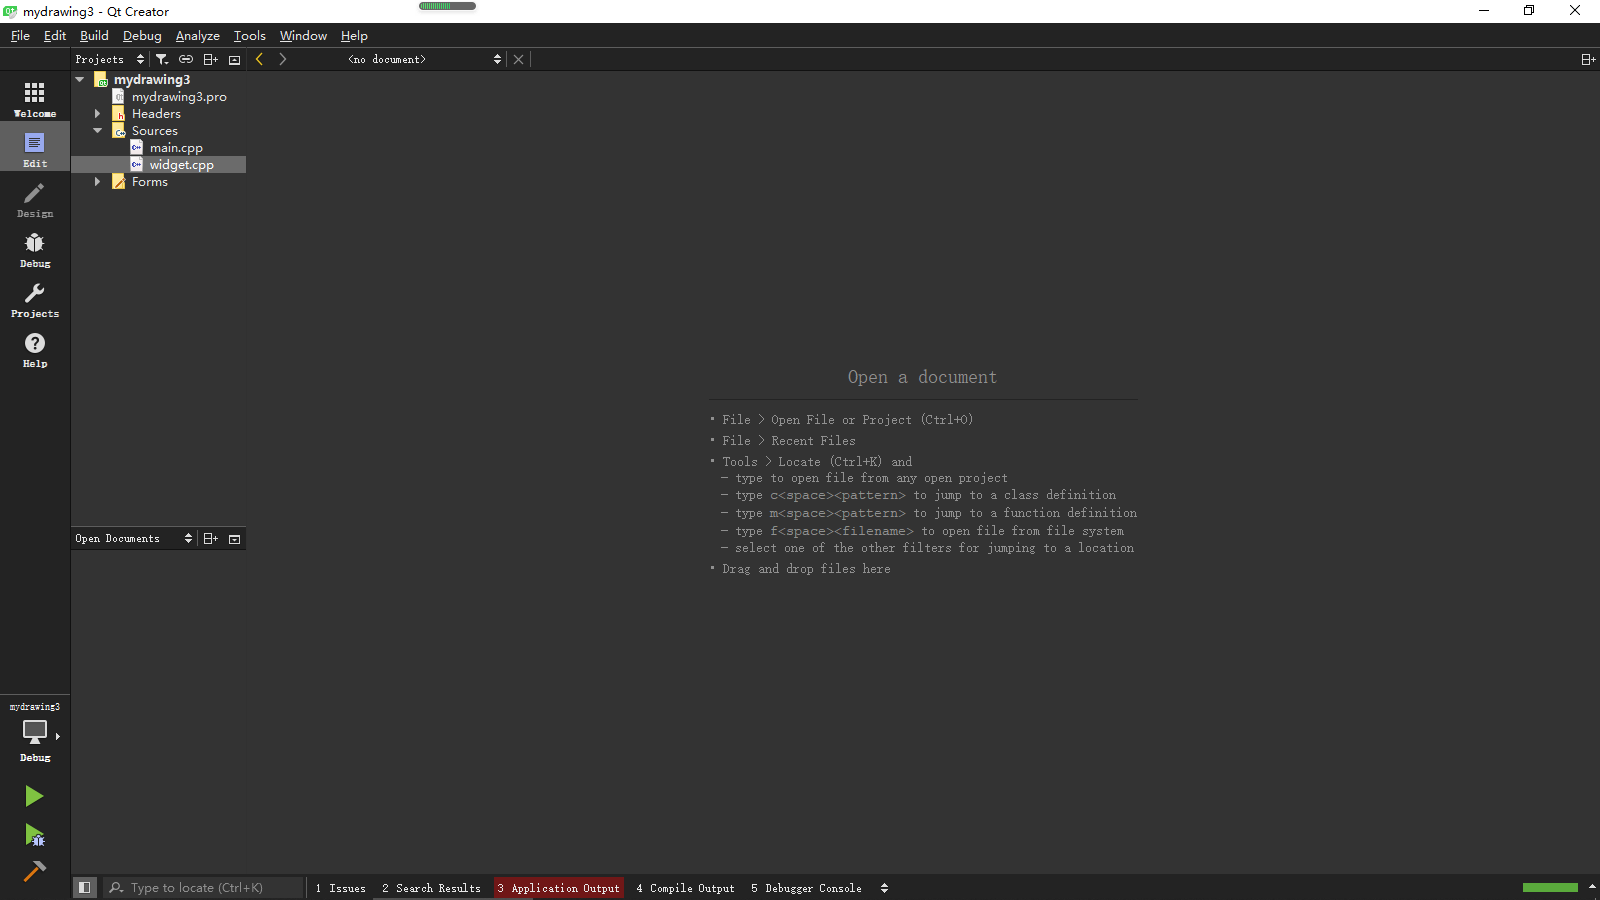 mydrawing3 - Qt Creator
File Edit Build Debug Analyze Tools Window Help
Projects
<no document>
mydrawing3
mydrawing3.pro
Headers
Sources
main.cpp
widget.cpp
Forms
Welcome
Edit
Design
Debug
Projects
Help
Open a document
• File > Open File or Project (Ctrl+O)
• File > Recent Files
• Tools > Locate (Ctrl+K) and
- type to open file from any open project
- type c<space><pattern> to jump to a class definition
- type m<space><pattern> to jump to a function definition
- type f<space><filename> to open file from file system
- select one of the other filters for jumping to a location
• Drag and drop files here
Open Documents
mydrawing3
Debug
Type to locate (Ctrl+K)
1 Issues 2 Search Results 3 Application Output 4 Compile Output 5 Debugger Console